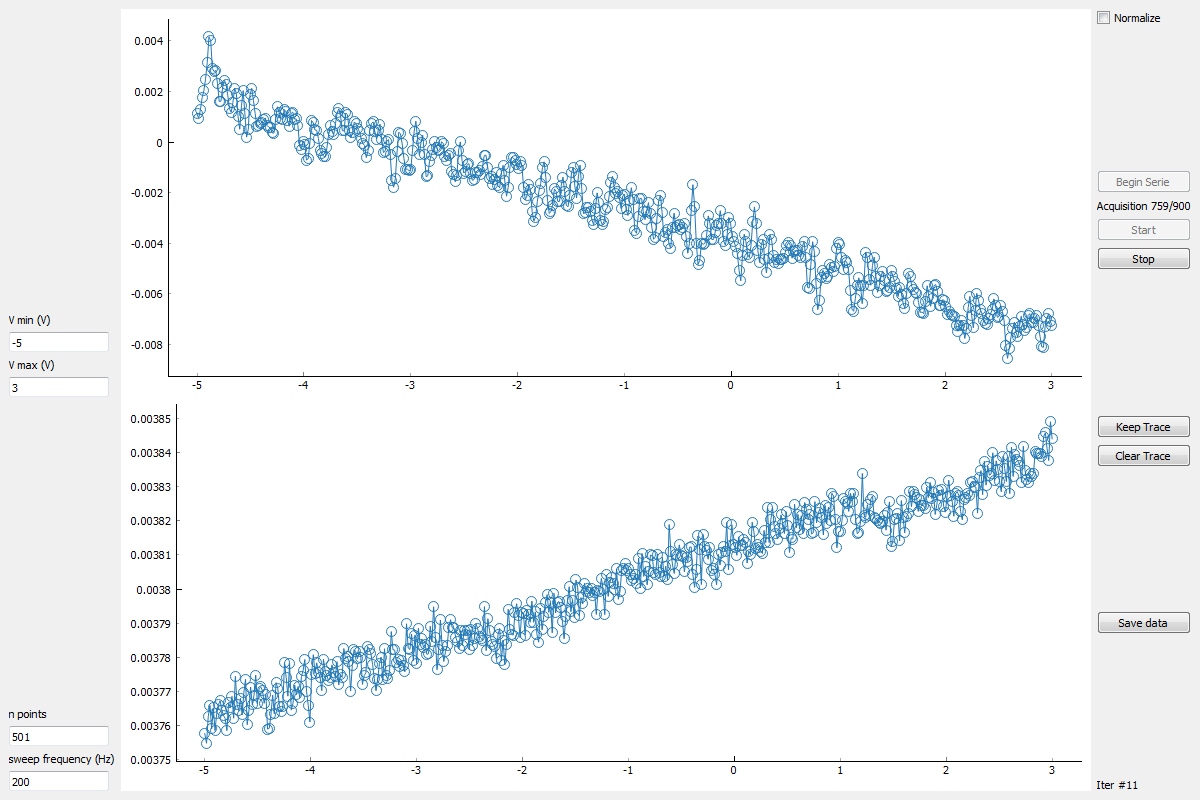 V min (V)
-5
V max (V)
3
n points
501
sweep frequency (Hz)
200
0.004
0.002
0
-0.002
-0.004
-0.006
-0.008
-5 -4 -3 -2 -1 0 1 2 3
0.00385
0.00384
0.00383
0.00382
0.00381
0.0038
0.00379
0.00378
0.00377
0.00376
0.00375
-5 -4 -3 -2 -1 0 1 2 3
Normalize
Begin Serie
Acquisition 759/900
Start
Stop
Keep Trace
Clear Trace
Save data
Iter #11